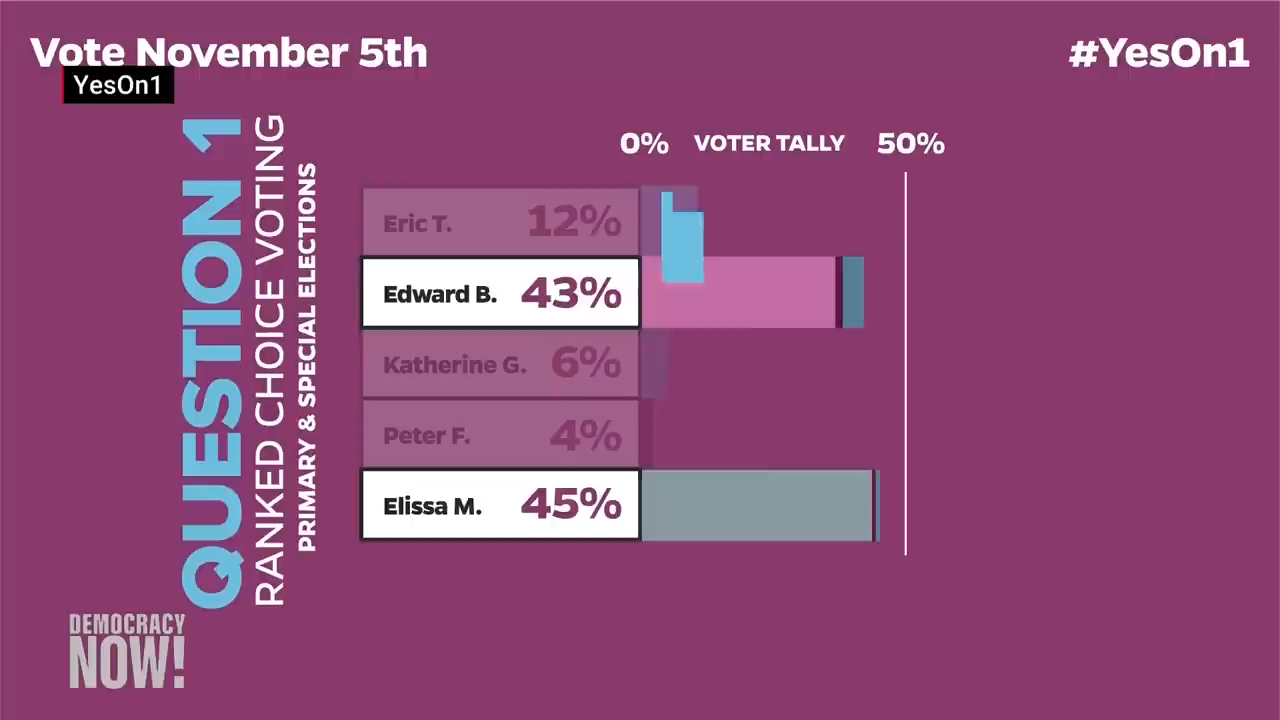 Vote November 5th
#YesOn1
YesOn1
QUESTION 1
RANKED CHOICE VOTING
PRIMARY & SPECIAL ELECTIONS
0% VOTER TALLY 50%
Eric T. 12%
Edward B. 43%
Katherine G. 6%
Peter F. 4%
Elissa M. 45%
DEMOCRACY
NOW!